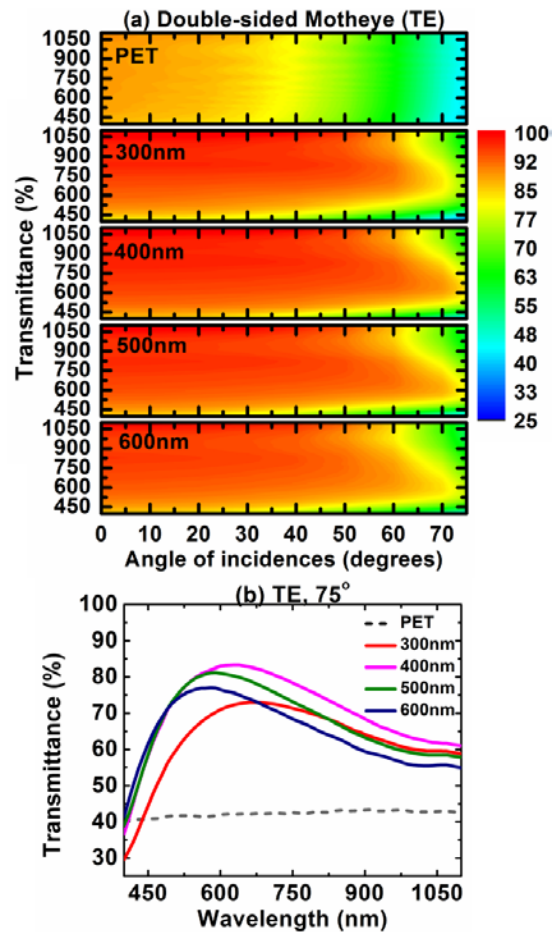 (a) Double-sided Motheye (TE)
1050
900
750
600
450
PET
1050
900
750
600
450
300nm
1050
900
750
600
450
400nm
1050
900
750
600
450
500nm
1050
900
750
600
450
600nm
Transmittance (%)
100
92
85
77
70
63
55
48
40
33
25
0 10 20 30 40 50 60 70
Angle of incidences (degrees)
(b) TE, 75°
100
90
80
70
60
50
40
30
Transmittance (%)
PET
300nm
400nm
500nm
600nm
450 600 750 900 1050
Wavelength (nm)